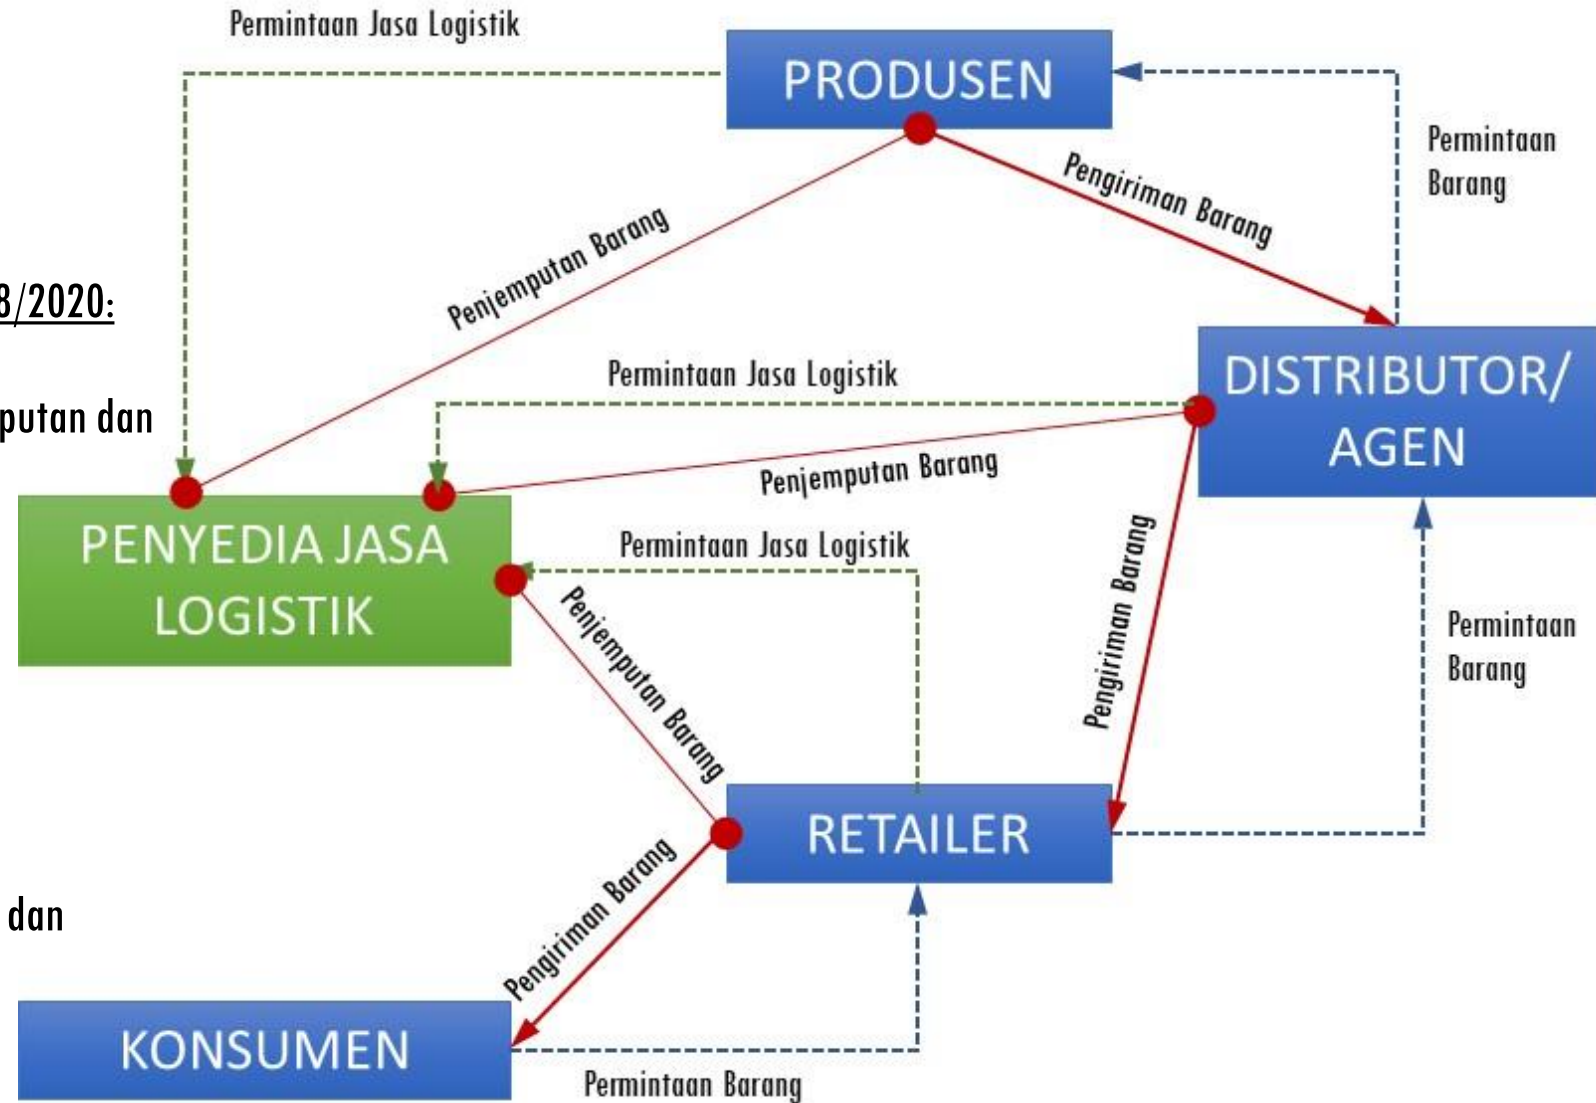 Permintaan Jasa Logistik
PRODUSEN
Permintaan
Barang
Pengiriman Barang
Penjemputan Barang
8/2020:
Permintaan Jasa Logistik
DISTRIBUTOR/
AGEN
putan dan
Penjemputan Barang
PENYEDIA JASA
LOGISTIK
Permintaan Jasa Logistik
Pengiriman Barang
Penjemputan Barang
Permintaan
Barang
RETAILER
Pengiriman Barang
dan
KONSUMEN
Permintaan Barang